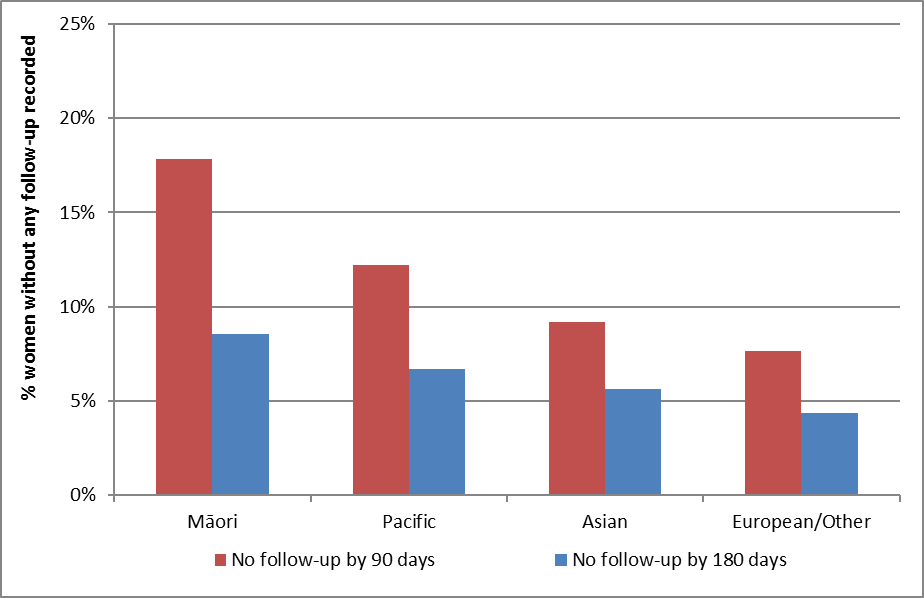 % women without any follow-up recorded
25%
20%
15%
10%
5%
0%
Māori Pacific Asian European/Other
No follow-up by 90 days No follow-up by 180 days